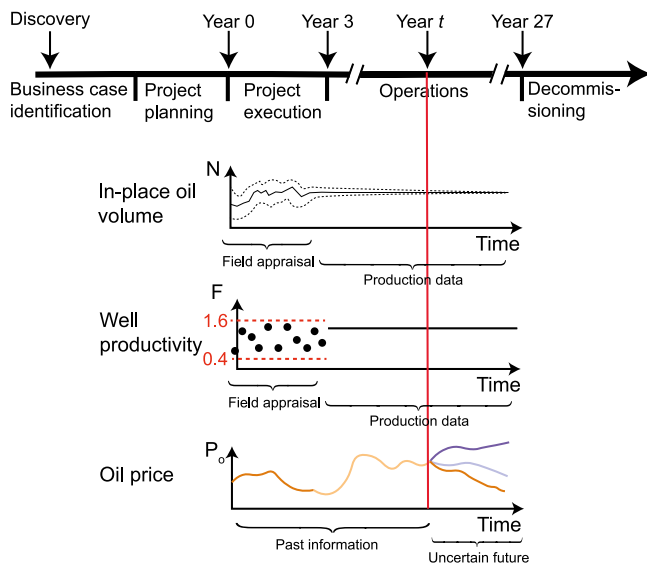 Discovery
Year 0
Year 3
Year t
Year 27
Business case
identification
Project
planning
Project
execution
Operations
Decommis-
sioning
In-place oil
volume
N
Time
Field appraisal
Production data
Well
productivity
F
1.6
0.4
Time
Field appraisal
Production data
Oil price
Po
Time
Past information
Uncertain future